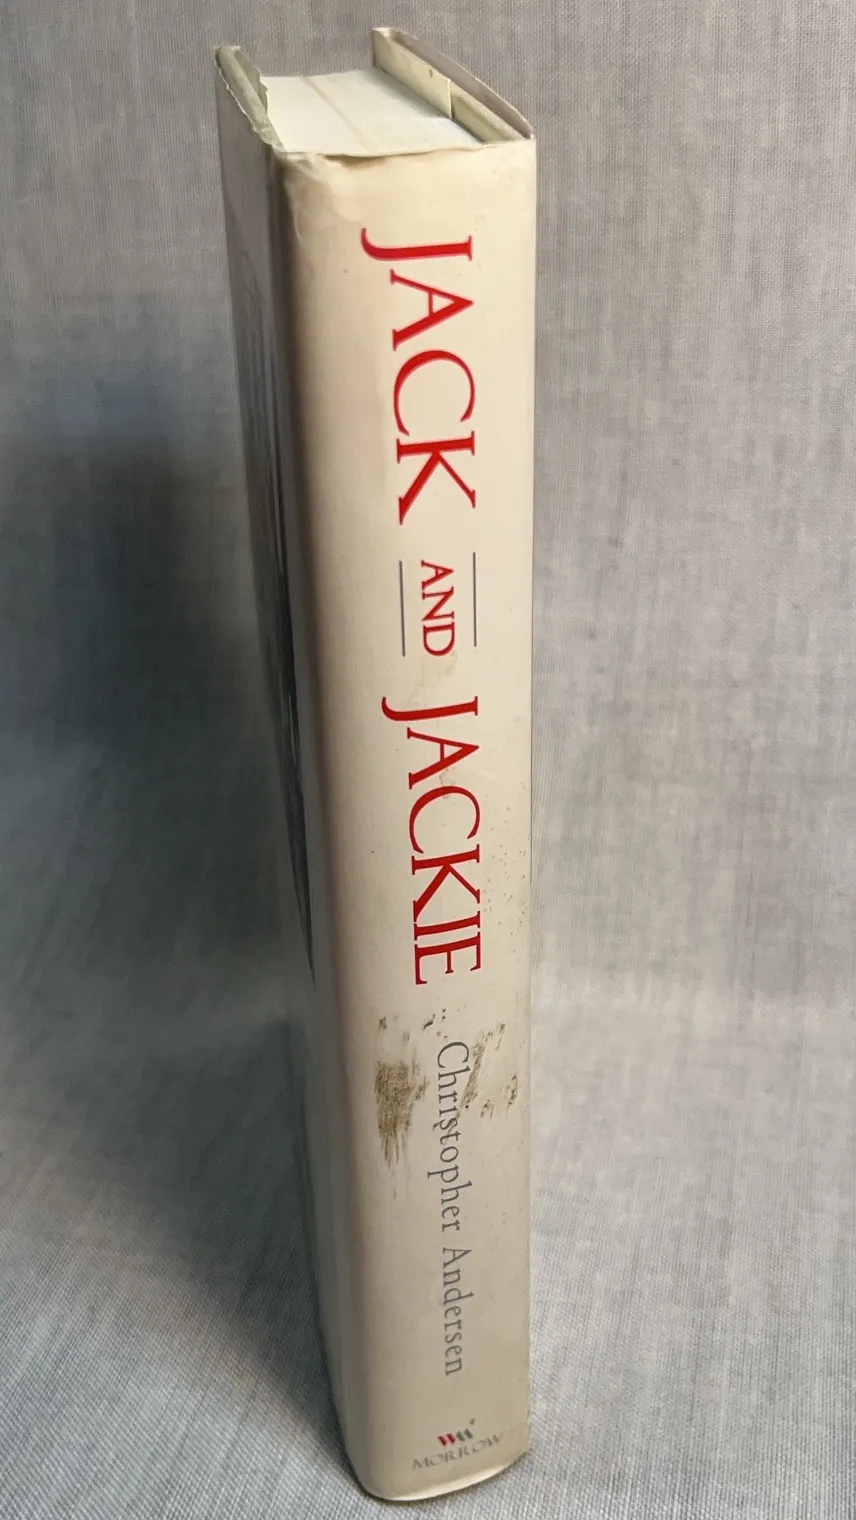 JACK
AND
JACKIE
Christopher Andersen
MORROW